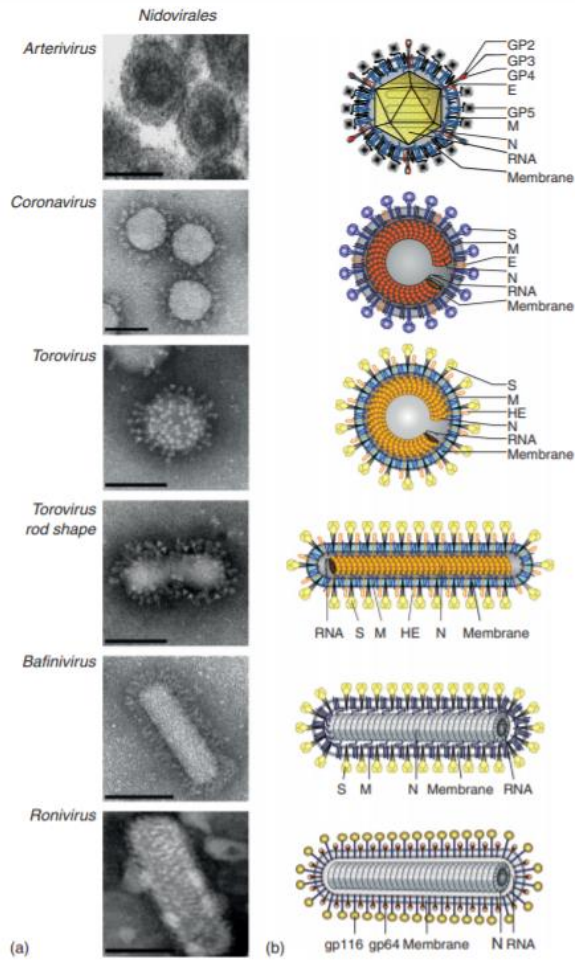 Nidovirales
Arterivirus
GP2
GP3
GP4
E
GP5
M
N
RNA
Membrane
Coronavirus
S
M
E
N
RNA
Membrane
Torovirus
S
M
HE
N
RNA
Membrane
Torovirus
rod shape
RNA S M HE N Membrane
Bafinivirus
S M N Membrane RNA
Ronivirus
gp116 gp64 Membrane N RNA
(a) (b)